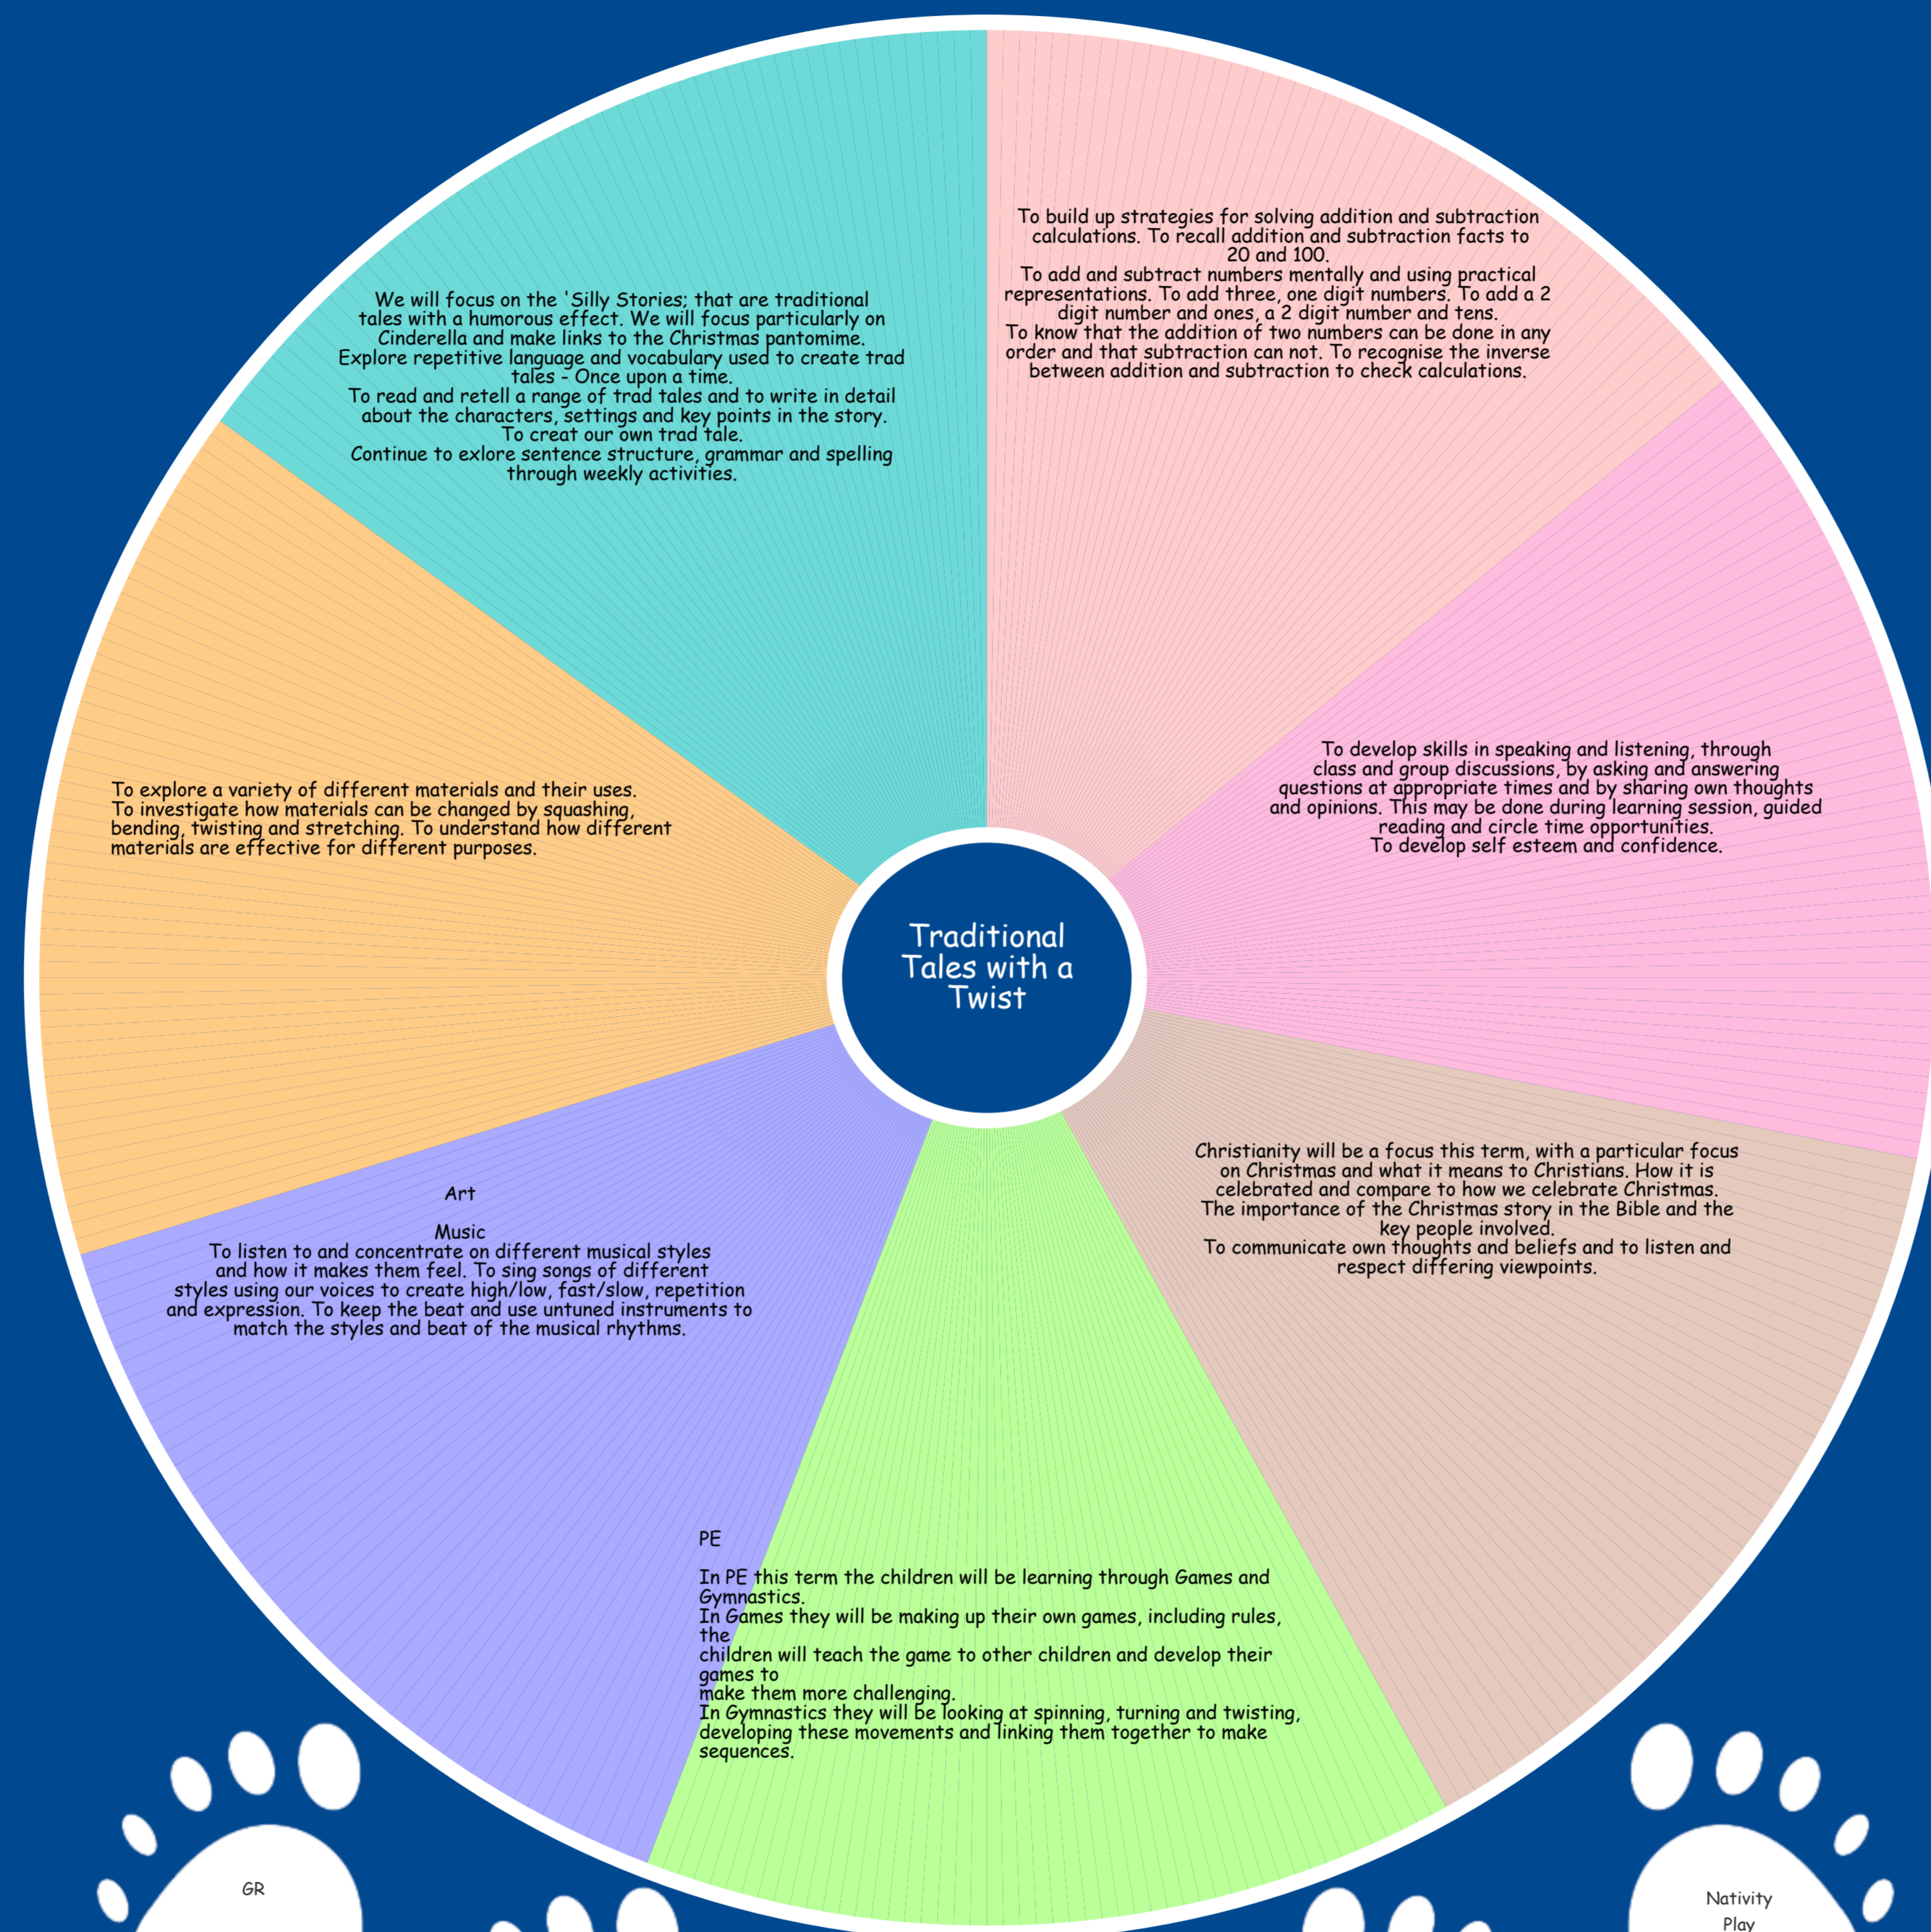 To build up strategies for solving addition and subtraction
calculations. To recall addition and subtraction facts to
20 and 100.
To add and subtract numbers mentally and using practical
representations. To add three, one digit numbers. To add a 2
digit number and ones, a 2 digit number and tens.
To know that the addition of two numbers can be done in any
order and that subtraction can not. To recognise the inverse
between addition and subtraction to check calculations.
We will focus on the 'Silly Stories; that are traditional
tales with a humorous effect. We will focus particularly on
Cinderella and make links to the Christmas pantomime.
Explore repetitive language and vocabulary used to create trad
tales - Once upon a time.
To read and retell a range of trad tales and to write in detail
about the characters, settings and key points in the story.
To creat our own trad tale.
Continue to exlore sentence structure, grammar and spelling
through weekly activities.
To develop skills in speaking and listening, through
class and group discussions, by asking and answering
questions at appropriate times and by sharing own thoughts
and opinions. This may be done during learning session, guided
reading and circle time opportunities.
To develop self esteem and confidence.
To explore a variety of different materials and their uses.
To investigate how materials can be changed by squashing,
bending, twisting and stretching. To understand how different
materials are effective for different purposes.
Traditional
Tales with a
Twist
Christianity will be a focus this term, with a particular focus
on Christmas and what it means to Christians. How it is
celebrated and compare to how we celebrate Christmas.
The importance of the Christmas story in the Bible and the
key people involved.
To communicate own thoughts and beliefs and to listen and
respect differing viewpoints.
Art
Music
To listen to and concentrate on different musical styles
and how it makes them feel. To sing songs of different
styles using our voices to create high/low, fast/slow, repetition
and expression. To keep the beat and use untuned instruments to
match the styles and beat of the musical rhythms.
PE
In PE this term the children will be learning through Games and
Gymnastics.
In Games they will be making up their own games, including rules,
the
children will teach the game to other children and develop their
games to
make them more challenging.
In Gymnastics they will be looking at spinning, turning and twisting,
developing these movements and linking them together to make
sequences.
GR
Nativity
Play